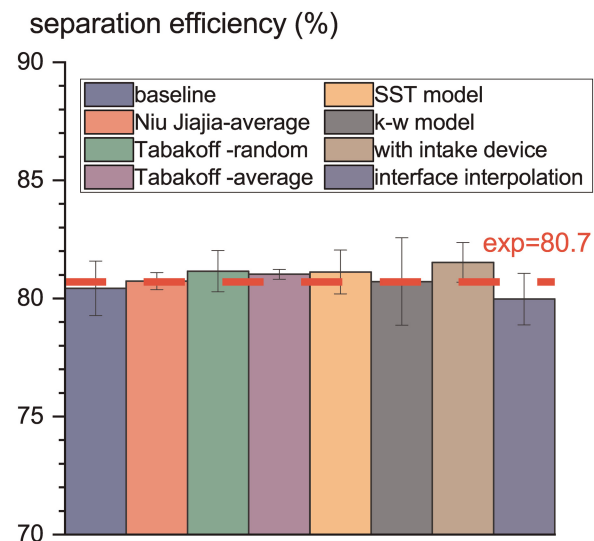 separation efficiency (%)
90
baseline SST model
Niu Jiajia-average k-w model
Tabakoff -random with intake device
Tabakoff -average interface interpolation
85
exp=80.7
80
75
70